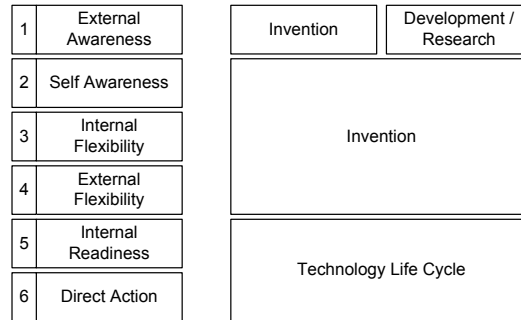 1
External
Awareness
Invention
Development /
Research
2
Self Awareness
3
Internal
Flexibility
Invention
4
External
Flexibility
5
Internal
Readiness
Technology Life Cycle
6
Direct Action